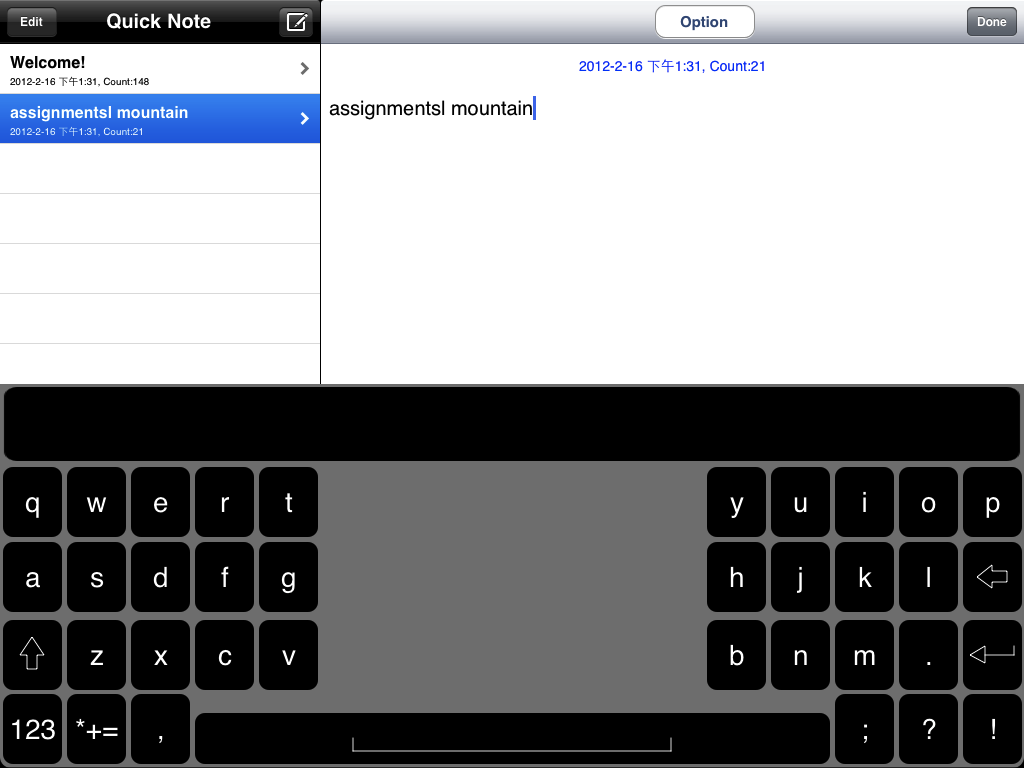 Edit
Quick Note
Option
Done
Welcome!
2012-2-16 下午1:31, Count:148
assignmentsl mountain
2012-2-16 下午1:31, Count:21
2012-2-16 下午1:31, Count:21
assignmentsl mountain
q w e r t y u i o p
a s d f g h j k l
z x c v b n m .
123 *+= , ; ? !